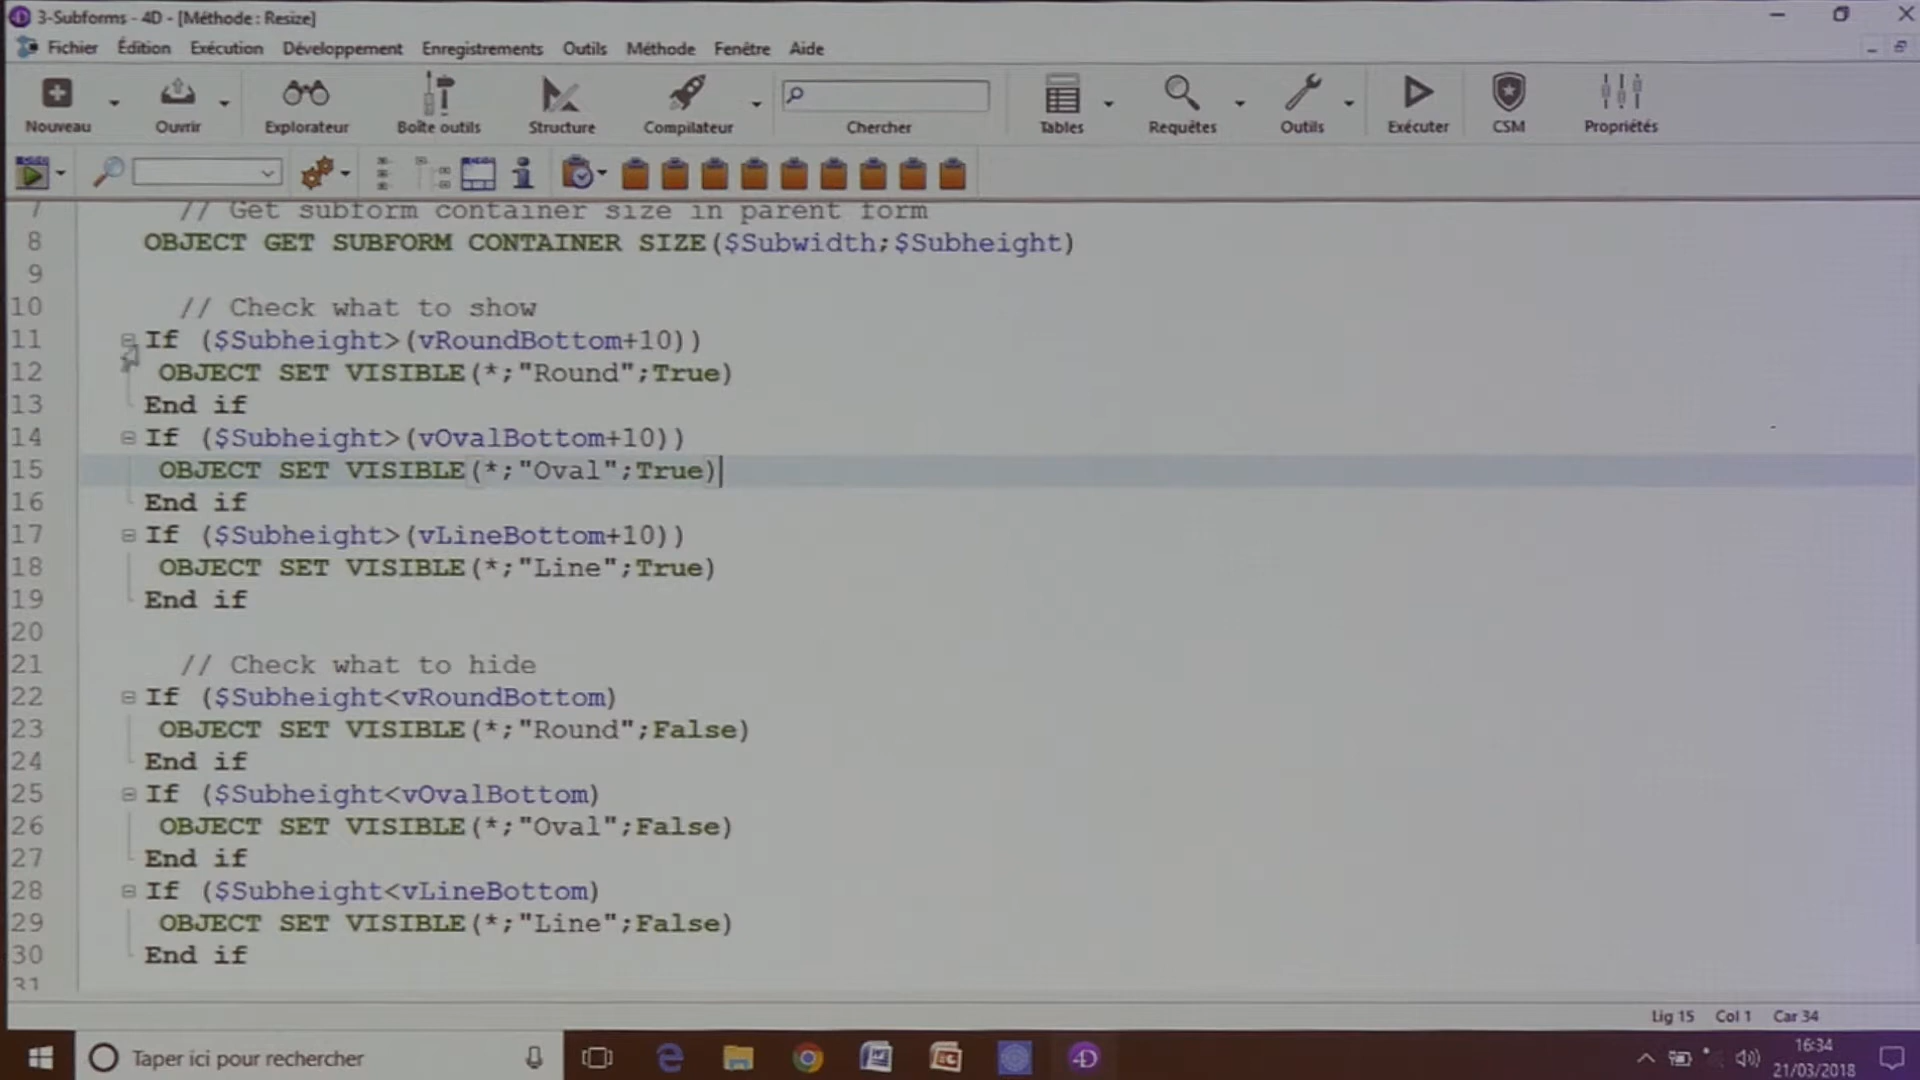 3-Subforms - 4D - [Méthode : Resize]
Fichier Édition Exécution Développement Enregistrements Outils Méthode Fenêtre Aide
Nouveau Ouvrir Explorateur Boîte outils Structure Compilateur Chercher Tables Requêtes Outils Exécuter CSM Propriétés
7 // Get subform container size in parent form
8 OBJECT GET SUBFORM CONTAINER SIZE($Subwidth;$Subheight)
9
10 // Check what to show
11 If ($Subheight>(vRoundBottom+10))
12 OBJECT SET VISIBLE(*;"Round";True)
13 End if
14 If ($Subheight>(vOvalBottom+10))
15 OBJECT SET VISIBLE(*;"Oval";True)
16 End if
17 If ($Subheight>(vLineBottom+10))
18 OBJECT SET VISIBLE(*;"Line";True)
19 End if
20
21 // Check what to hide
22 If ($Subheight<vRoundBottom)
23 OBJECT SET VISIBLE(*;"Round";False)
24 End if
25 If ($Subheight<vOvalBottom)
26 OBJECT SET VISIBLE(*;"Oval";False)
27 End if
28 If ($Subheight<vLineBottom)
29 OBJECT SET VISIBLE(*;"Line";False)
30 End if
31
Lig 15 Col 1 Car 34
Taper ici pour rechercher
4D
16:34
21/03/2018